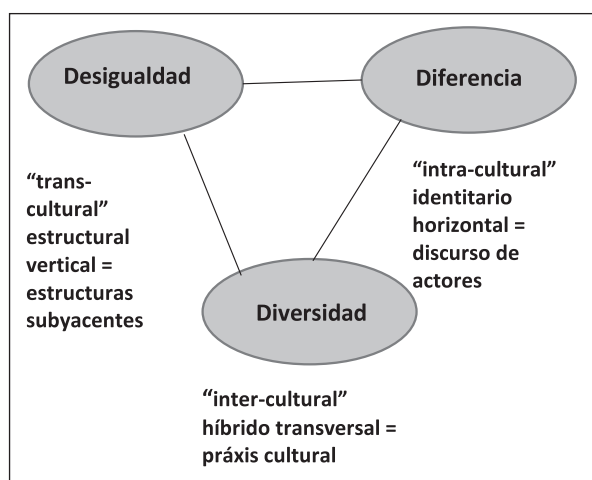 Desigualdad
Diferencia
“trans-
cultural”
estructural
vertical =
estructuras
subyacentes
“intra-cultural”
identitario
horizontal =
discurso de
actores
Diversidad
“inter-cultural”
híbrido transversal =
práxis cultural